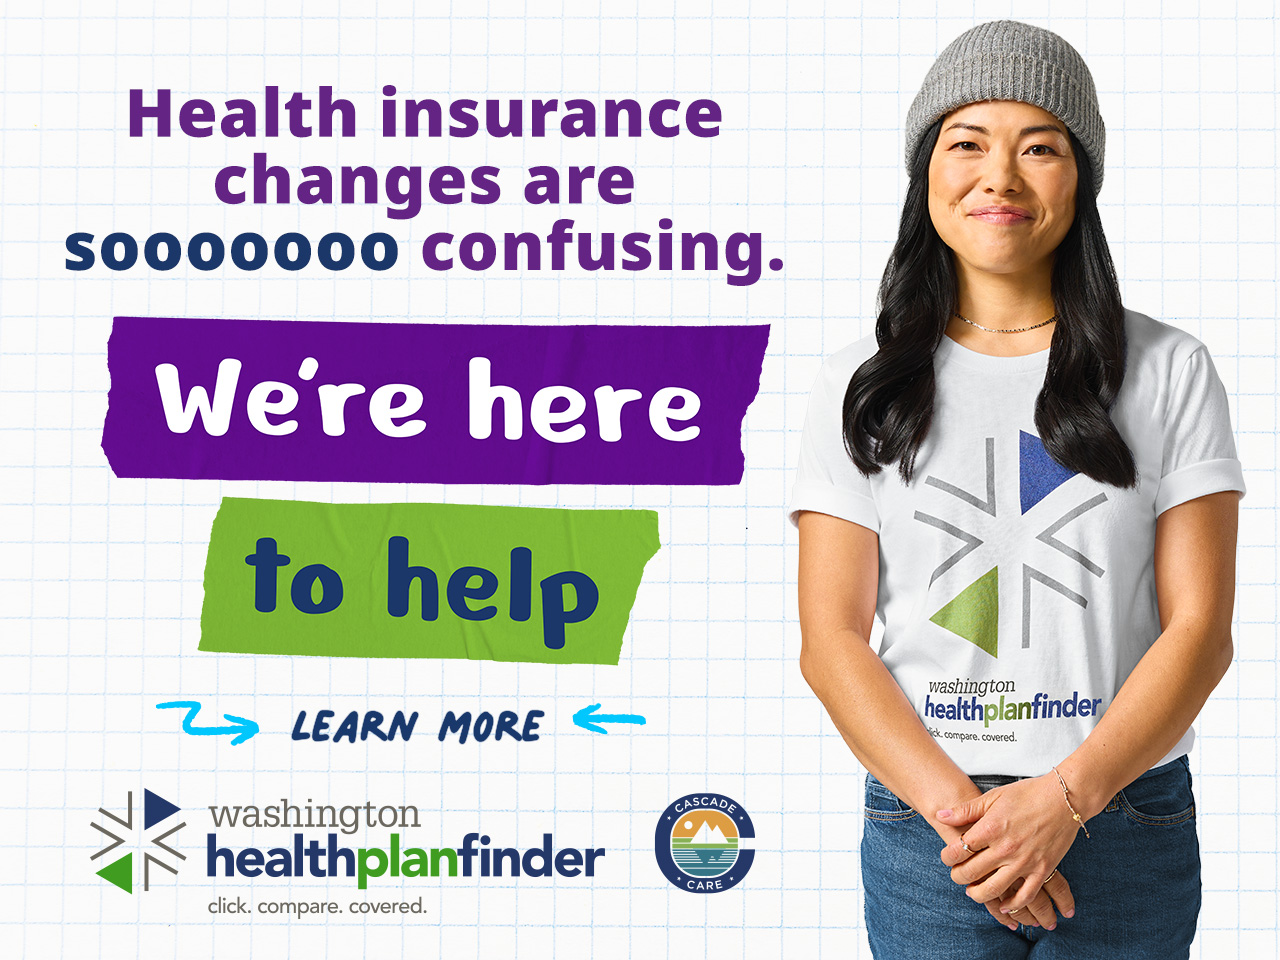 Health insurance
changes are
sooooooo confusing.
We're here
to help
LEARN MORE
washington
healthplanfinder
click. compare. covered.
CASCADE
CARE
washington
healthplanfinder
click. compare. covered.